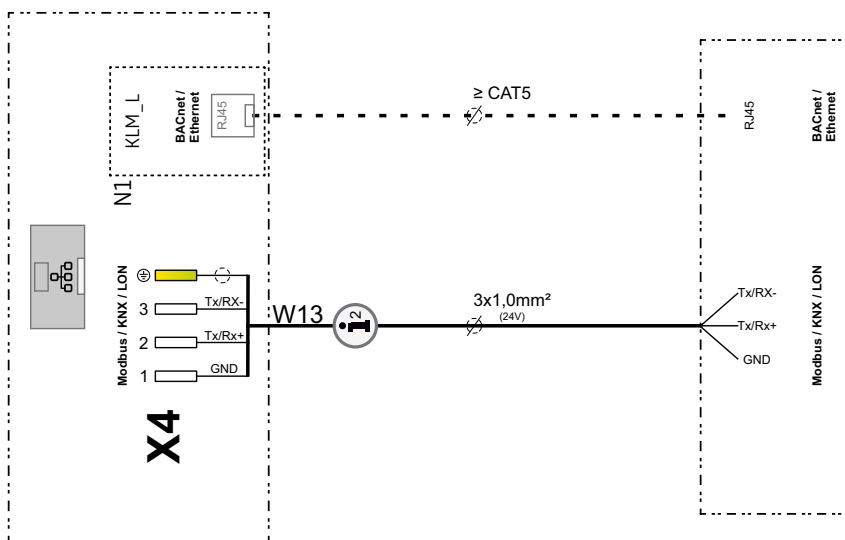 N1
KLM_L
BACnet /
Ethernet
RJ45
≥ CAT5
RJ45
BACnet /
Ethernet
Modbus / KNX / LON
3
Tx/RX-
2
Tx/Rx+
1
GND
X4
W13
i 2
3x1,0mm²
(24V)
Tx/RX-
Tx/Rx+
GND
Modbus / KNX / LON